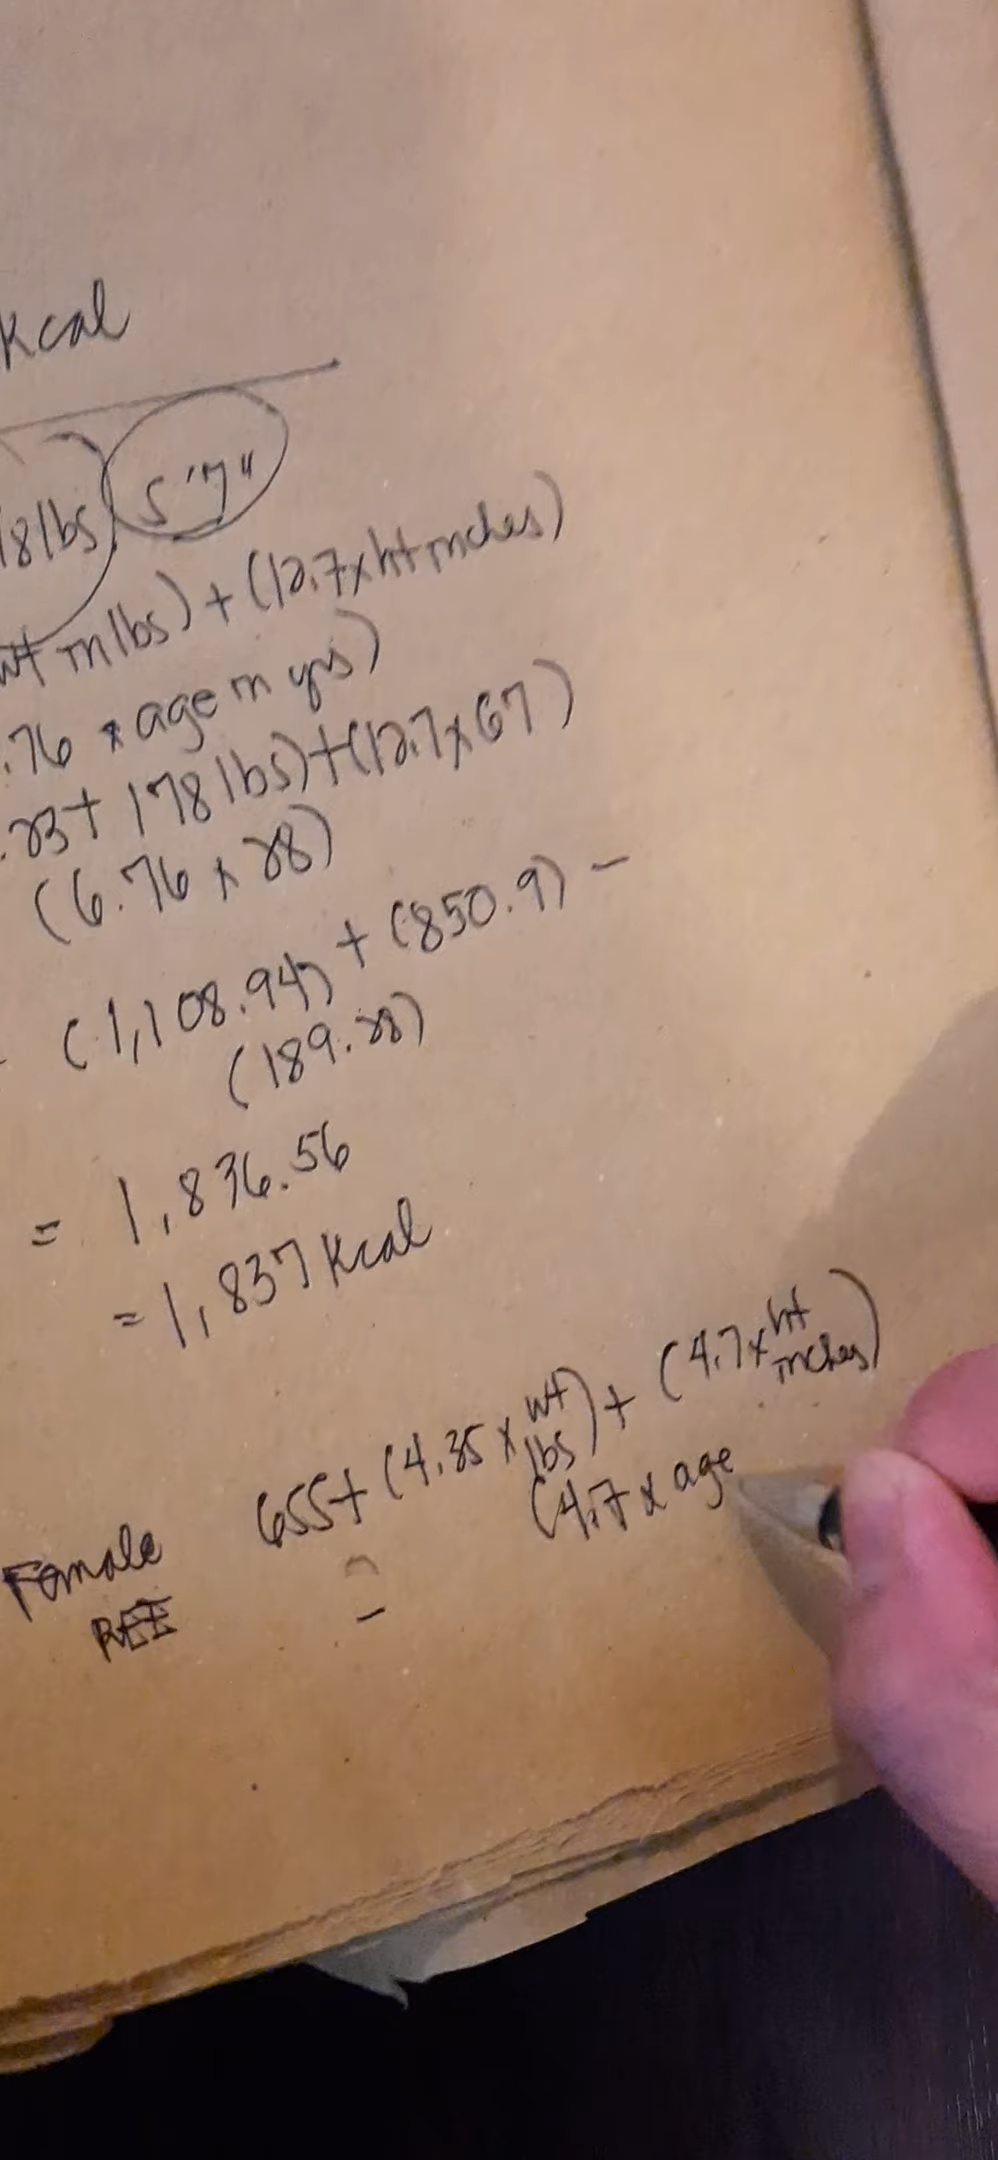 Kcal
8lbs 5'7"
wt in lbs) + (12.7 x ht inches)
.76 x age in yrs)
.23 + 178 lbs) + (12.7 x 67)
(6.76 x 28)
(1,108.94) + (850.9) -
(189.28)
= 1,836.56
= 1,837 Kcal
Female 655 + (4.35 x wt lbs) + (4.7 x ht inches)
REE - (4.7 x age